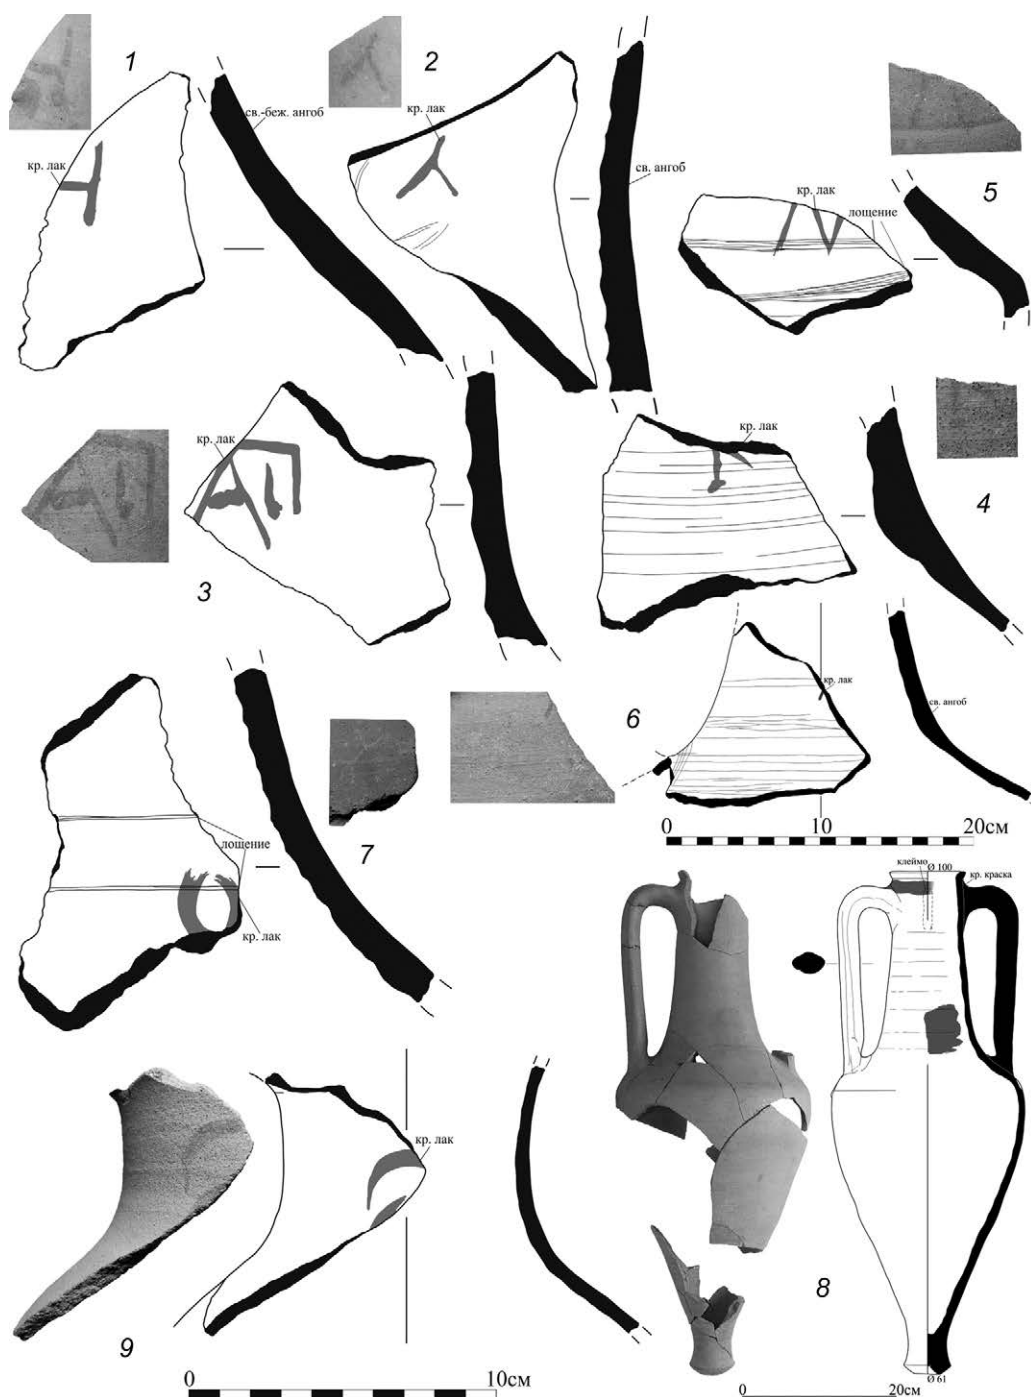 1
св.-беж. ангоб
кр. лак
2
кр. лак
св. ангоб
5
кр. лак
лощение
3
кр. лак
4
кр. лак
6
кр. лак
св. ангоб
0 10 20см
7
лощение
кр. лак
клеймо
Ø 100
кр. краска
8
Ø 61
0 20см
9
кр. лак
0 10см